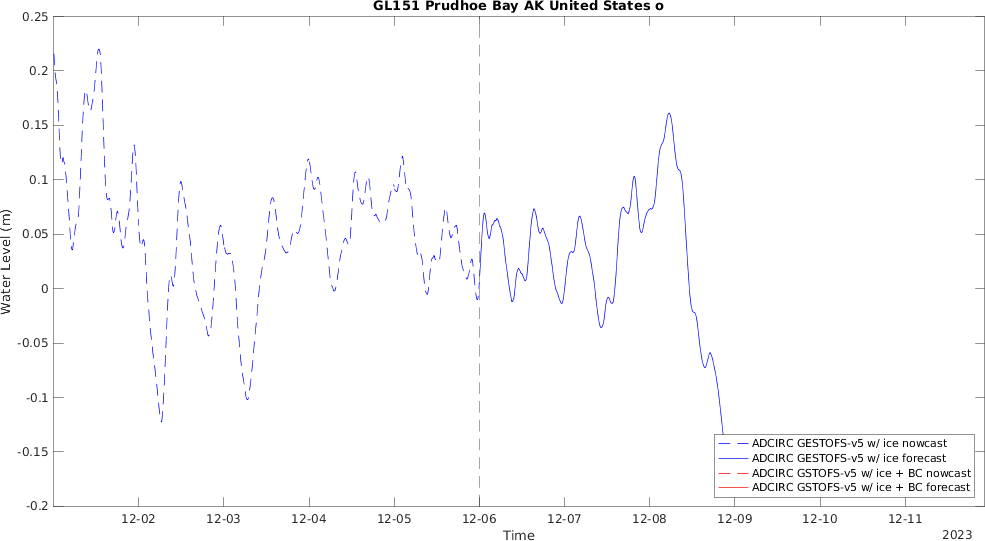 GL151 Prudhoe Bay AK United States o
0.25
0.2
0.15
0.1
0.05
0
-0.05
-0.1
-0.15
-0.2
Water Level (m)
ADCIRC GESTOFS-v5 w/ ice nowcast
ADCIRC GESTOFS-v5 w/ ice forecast
ADCIRC GSTOFS-v5 w/ ice + BC nowcast
ADCIRC GSTOFS-v5 w/ ice + BC forecast
12-02 12-03 12-04 12-05 12-06 12-07 12-08 12-09 12-10 12-11
Time
2023